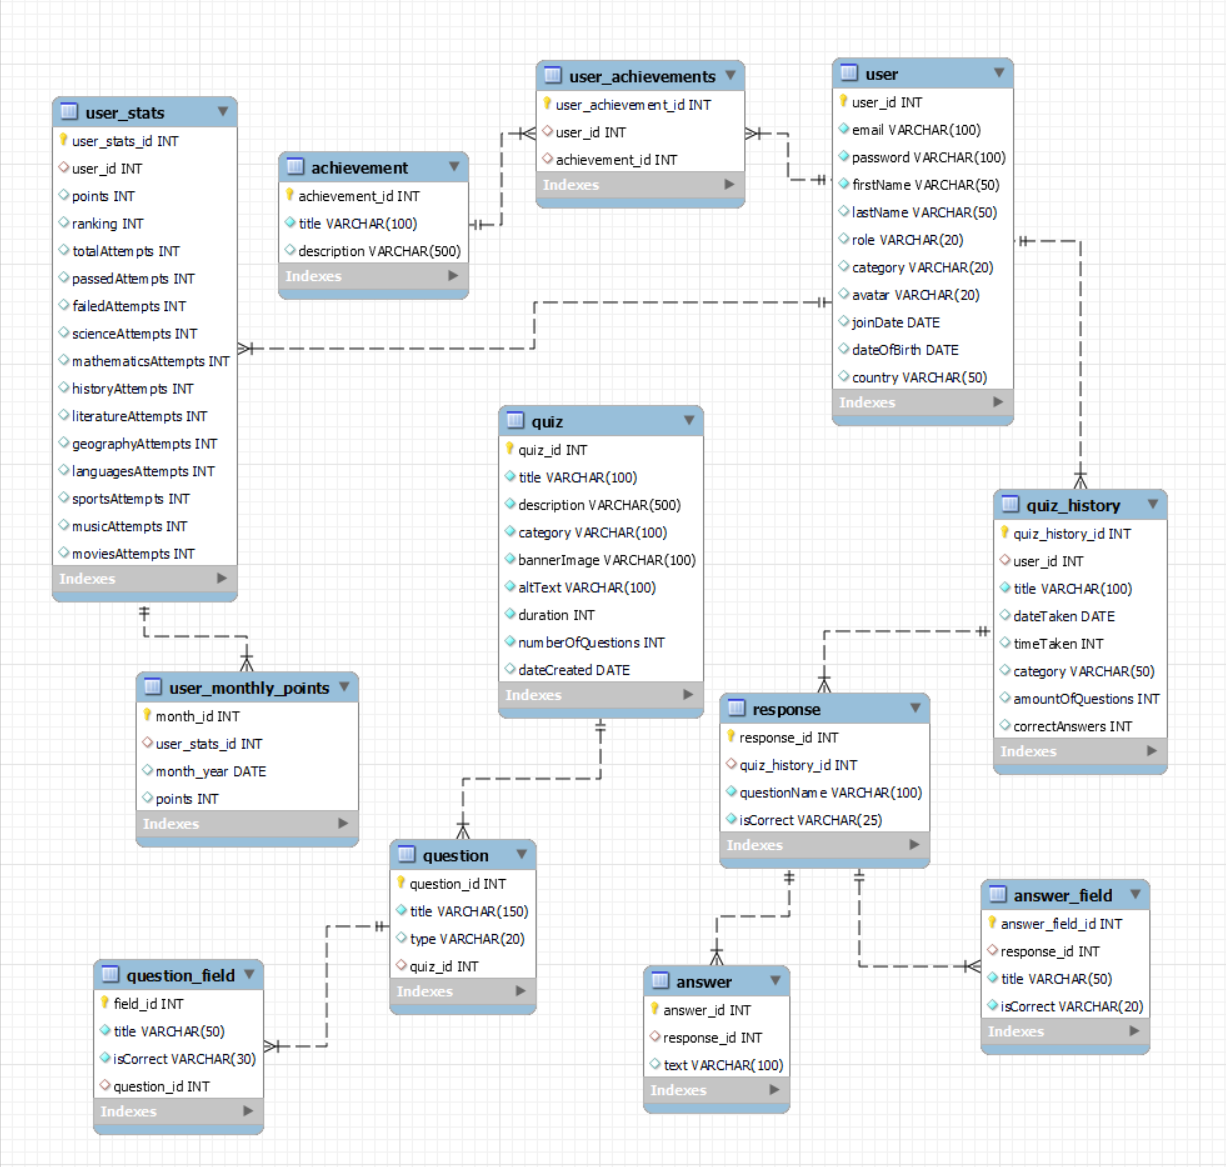 user_stats
user_stats_id INT
user_id INT
points INT
ranking INT
totalAttempts INT
passedAttempts INT
failedAttempts INT
scienceAttempts INT
mathematicsAttempts INT
historyAttempts INT
literatureAttempts INT
geographyAttempts INT
languagesAttempts INT
sportsAttempts INT
musicAttempts INT
moviesAttempts INT
Indexes
achievement
achievement_id INT
title VARCHAR(100)
description VARCHAR(500)
Indexes
user_achievements
user_achievement_id INT
user_id INT
achievement_id INT
Indexes
user
user_id INT
email VARCHAR(100)
password VARCHAR(100)
firstName VARCHAR(50)
lastName VARCHAR(50)
role VARCHAR(20)
category VARCHAR(20)
avatar VARCHAR(20)
joinDate DATE
dateOfBirth DATE
country VARCHAR(50)
Indexes
quiz
quiz_id INT
title VARCHAR(100)
description VARCHAR(500)
category VARCHAR(100)
bannerImage VARCHAR(100)
altText VARCHAR(100)
duration INT
numberOfQuestions INT
dateCreated DATE
Indexes
quiz_history
quiz_history_id INT
user_id INT
title VARCHAR(100)
dateTaken DATE
timeTaken INT
category VARCHAR(50)
amountOfQuestions INT
correctAnswers INT
Indexes
user_monthly_points
month_id INT
user_stats_id INT
month_year DATE
points INT
Indexes
response
response_id INT
quiz_history_id INT
questionName VARCHAR(100)
isCorrect VARCHAR(25)
Indexes
question
question_id INT
title VARCHAR(150)
type VARCHAR(20)
quiz_id INT
Indexes
answer_field
answer_field_id INT
response_id INT
title VARCHAR(50)
isCorrect VARCHAR(20)
Indexes
question_field
field_id INT
title VARCHAR(50)
isCorrect VARCHAR(30)
question_id INT
Indexes
answer
answer_id INT
response_id INT
text VARCHAR(100)
Indexes